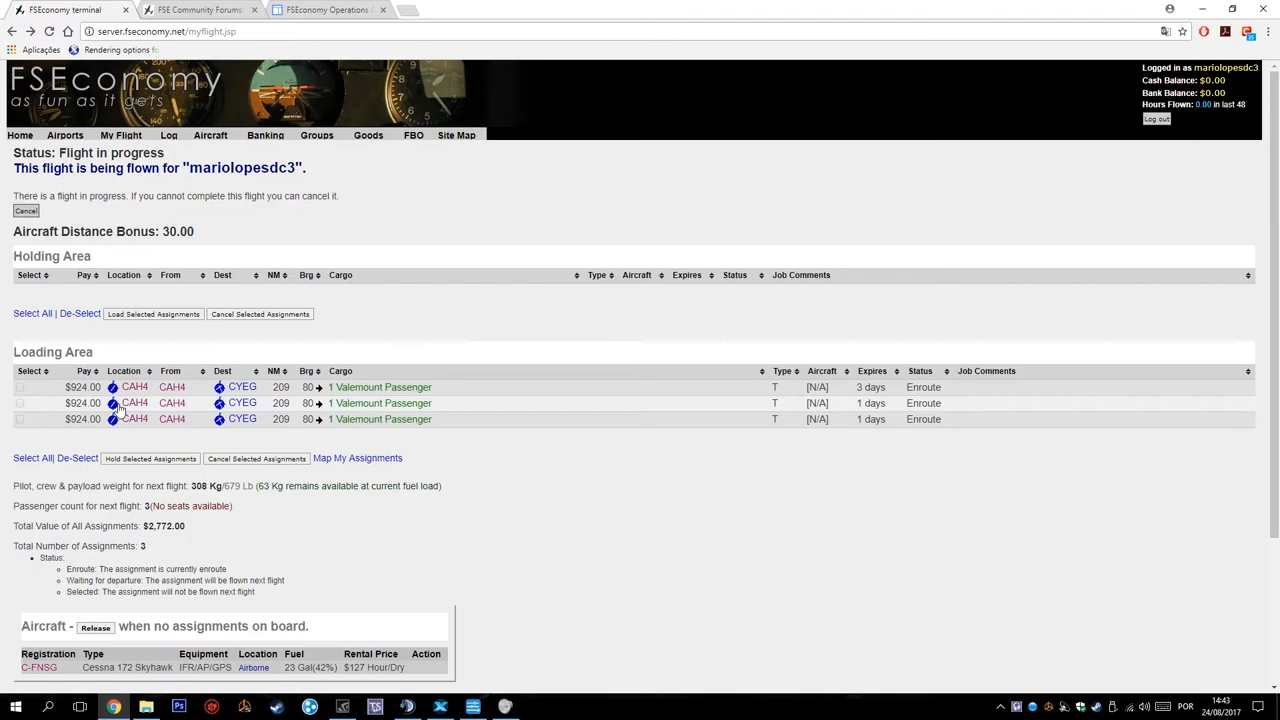 FSEconomy terminal
FSE Community Forums
FSEconomy Operations
server.fseconomy.net/myflight.jsp
Aplicações
Rendering options fo
FSEconomy
as fun as it gets
Logged in as mariolopesdc3
Cash Balance: $0.00
Bank Balance: $0.00
Hours Flown: 0.00 in last 48
Log out
Home Airports My Flight Log Aircraft Banking Groups Goods FBO Site Map
Status: Flight in progress
This flight is being flown for "mariolopesdc3".
There is a flight in progress. If you cannot complete this flight you can cancel it.
Cancel
Aircraft Distance Bonus: 30.00
Holding Area
Select Pay Location From Dest NM Brg Cargo Type Aircraft Expires Status Job Comments
Select All | De-Select Load Selected Assignments Cancel Selected Assignments
Loading Area
Select Pay Location From Dest NM Brg Cargo Type Aircraft Expires Status Job Comments
$924.00 CAH4 CAH4 CYEG 209 80 1 Valemount Passenger T [N/A] 3 days Enroute
$924.00 CAH4 CAH4 CYEG 209 80 1 Valemount Passenger T [N/A] 1 days Enroute
$924.00 CAH4 CAH4 CYEG 209 80 1 Valemount Passenger T [N/A] 1 days Enroute
Select All| De-Select Hold Selected Assignments Cancel Selected Assignments Map My Assignments
Pilot, crew & payload weight for next flight: 308 Kg/679 Lb (63 Kg remains available at current fuel load)
Passenger count for next flight: 3(No seats available)
Total Value of All Assignments: $2,772.00
Total Number of Assignments: 3
Status:
Enroute: The assignment is currently enroute
Waiting for departure: The assignment will be flown next flight
Selected: The assignment will not be flown next flight
Aircraft - Release when no assignments on board.
Registration Type Equipment Location Fuel Rental Price Action
C-FNSG Cessna 172 Skyhawk IFR/AP/GPS Airborne 23 Gal(42%) $127 Hour/Dry
POR
14:43
24/08/2017